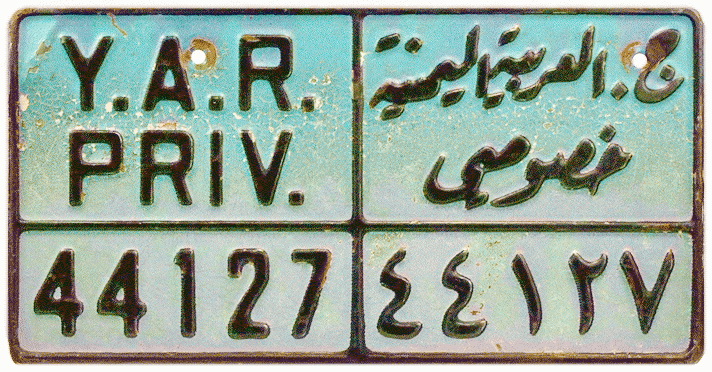 Y.A.R.
PRIV.
ج. العربية اليمنية
خصوصي
44127
٤٤١٢٧